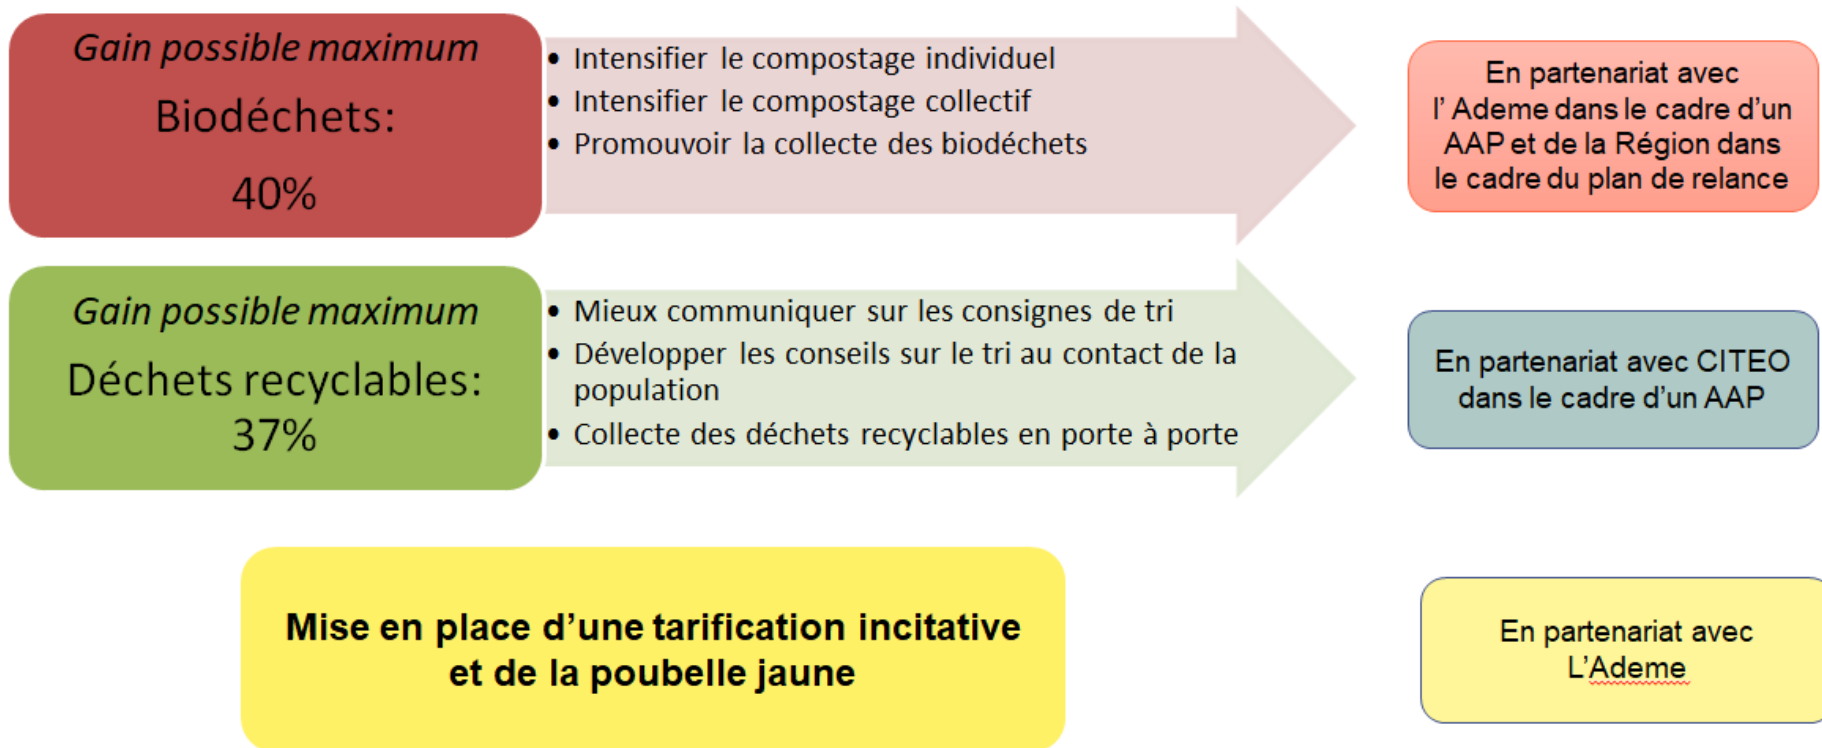 Gain possible maximum
Biodéchets:
40%
• Intensifier le compostage individuel
• Intensifier le compostage collectif
• Promouvoir la collecte des biodéchets
En partenariat avec
l’ Ademe dans le cadre d’un
AAP et de la Région dans
le cadre du plan de relance
Gain possible maximum
Déchets recyclables:
37%
• Mieux communiquer sur les consignes de tri
• Développer les conseils sur le tri au contact de la
population
• Collecte des déchets recyclables en porte à porte
En partenariat avec CITEO
dans le cadre d’un AAP
Mise en place d’une tarification incitative
et de la poubelle jaune
En partenariat avec
L’Ademe